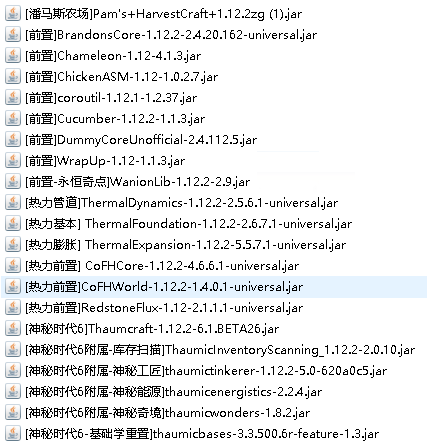 [潘马斯农场]Pam's+HarvestCraft+1.12.2zg (1).jar
[前置]BrandonsCore-1.12.2-2.4.20.162-universal.jar
[前置]Chameleon-1.12-4.1.3.jar
[前置]ChickenASM-1.12-1.0.2.7.jar
[前置]coroutil-1.12.1-1.2.37.jar
[前置]Cucumber-1.12.2-1.1.3.jar
[前置]DummyCoreUnofficial-2.4.112.5.jar
[前置]WrapUp-1.12-1.1.3.jar
[前置-永恒奇点]WanionLib-1.12.2-2.9.jar
[热力管道]ThermalDynamics-1.12.2-2.5.6.1-universal.jar
[热力基本] ThermalFoundation-1.12.2-2.6.7.1-universal.jar
[热力膨胀] ThermalExpansion-1.12.2-5.5.7.1-universal.jar
[热力前置] CoFHCore-1.12.2-4.6.6.1-universal.jar
[热力前置]CoFHWorld-1.12.2-1.4.0.1-universal.jar
[热力前置]RedstoneFlux-1.12-2.1.1.1-universal.jar
[神秘时代6]Thaumcraft-1.12.2-6.1.BETA26.jar
[神秘时代6附属-库存扫描]ThaumicInventoryScanning_1.12.2-2.0.10.jar
[神秘时代6附属-神秘工匠]thaumictinkerer-1.12.2-5.0-620a0c5.jar
[神秘时代6附属-神秘能源]thaumicenergistics-2.2.4.jar
[神秘时代6附属-神秘奇境]thaumicwonders-1.8.2.jar
[神秘时代6-基础学重置]thaumicbases-3.3.500.6r-feature-1.3.jar